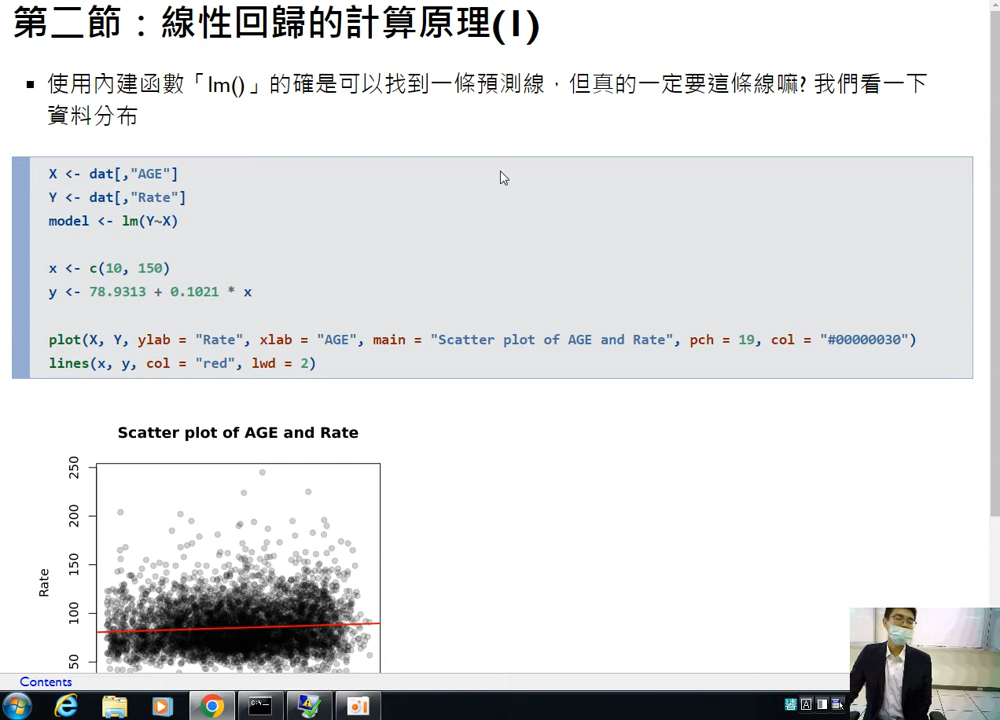 第二節：線性回歸的計算原理(1)
▪ 使用內建函數「lm()」的確是可以找到一條預測線，但真的一定要這條線嘛? 我們看一下
資料分布
X <- dat[,"AGE"]
Y <- dat[,"Rate"]
model <- lm(Y~X)
x <- c(10, 150)
y <- 78.9313 + 0.1021 * x
plot(X, Y, ylab = "Rate", xlab = "AGE", main = "Scatter plot of AGE and Rate", pch = 19, col = "#00000030")
lines(x, y, col = "red", lwd = 2)
Scatter plot of AGE and Rate
250
200
150
100
50
Rate
Contents